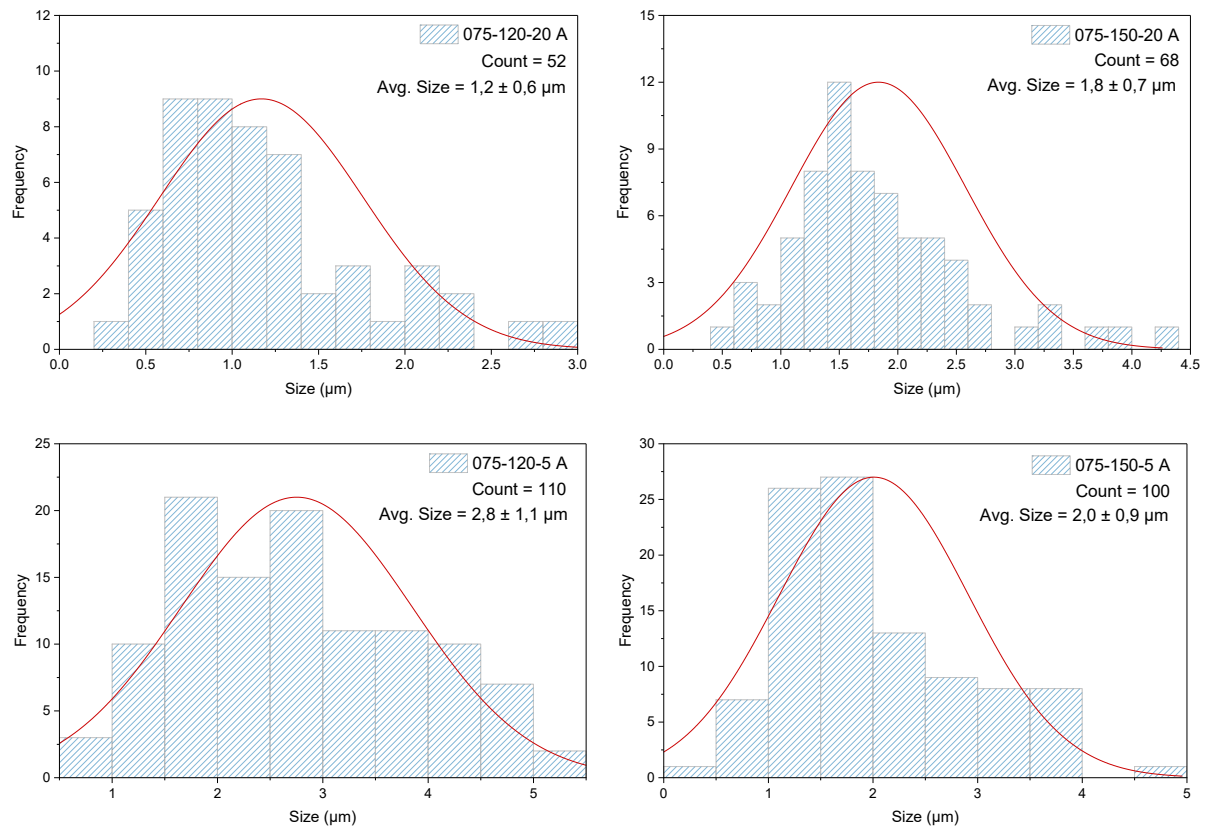 075-120-20 A
Count = 52
Avg. Size = 1,2 ± 0,6 µm
Frequency
12
9
6
4
2
0
0.0 0.5 1.0 1.5 2.0 2.5 3.0
Size (µm)
075-150-20 A
Count = 68
Avg. Size = 1,8 ± 0,7 µm
Frequency
15
12
9
6
3
0
0.0 0.5 1.0 1.5 2.0 2.5 3.0 3.5 4.0 4.5
Size (µm)
075-120-5 A
Count = 110
Avg. Size = 2,8 ± 1,1 µm
Frequency
25
20
15
10
5
0
1 2 3 4 5
Size (µm)
075-150-5 A
Count = 100
Avg. Size = 2,0 ± 0,9 µm
Frequency
30
25
20
15
10
5
0
0 1 2 3 4 5
Size (µm)